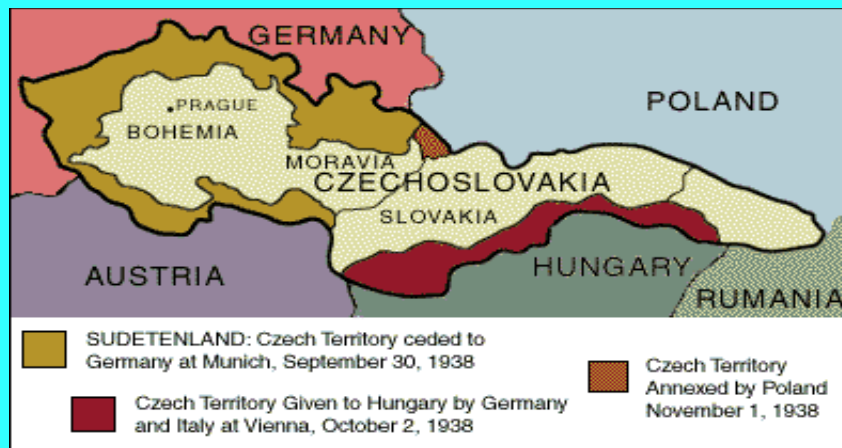 GERMANY
POLAND
PRAGUE
BOHEMIA
MORAVIA
CZECHOSLOVAKIA
SLOVAKIA
AUSTRIA
HUNGARY
RUMANIA
SUDETENLAND: Czech Territory ceded to
Germany at Munich, September 30, 1938
Czech Territory
Annexed by Poland
November 1, 1938
Czech Territory Given to Hungary by Germany
and Italy at Vienna, October 2, 1938